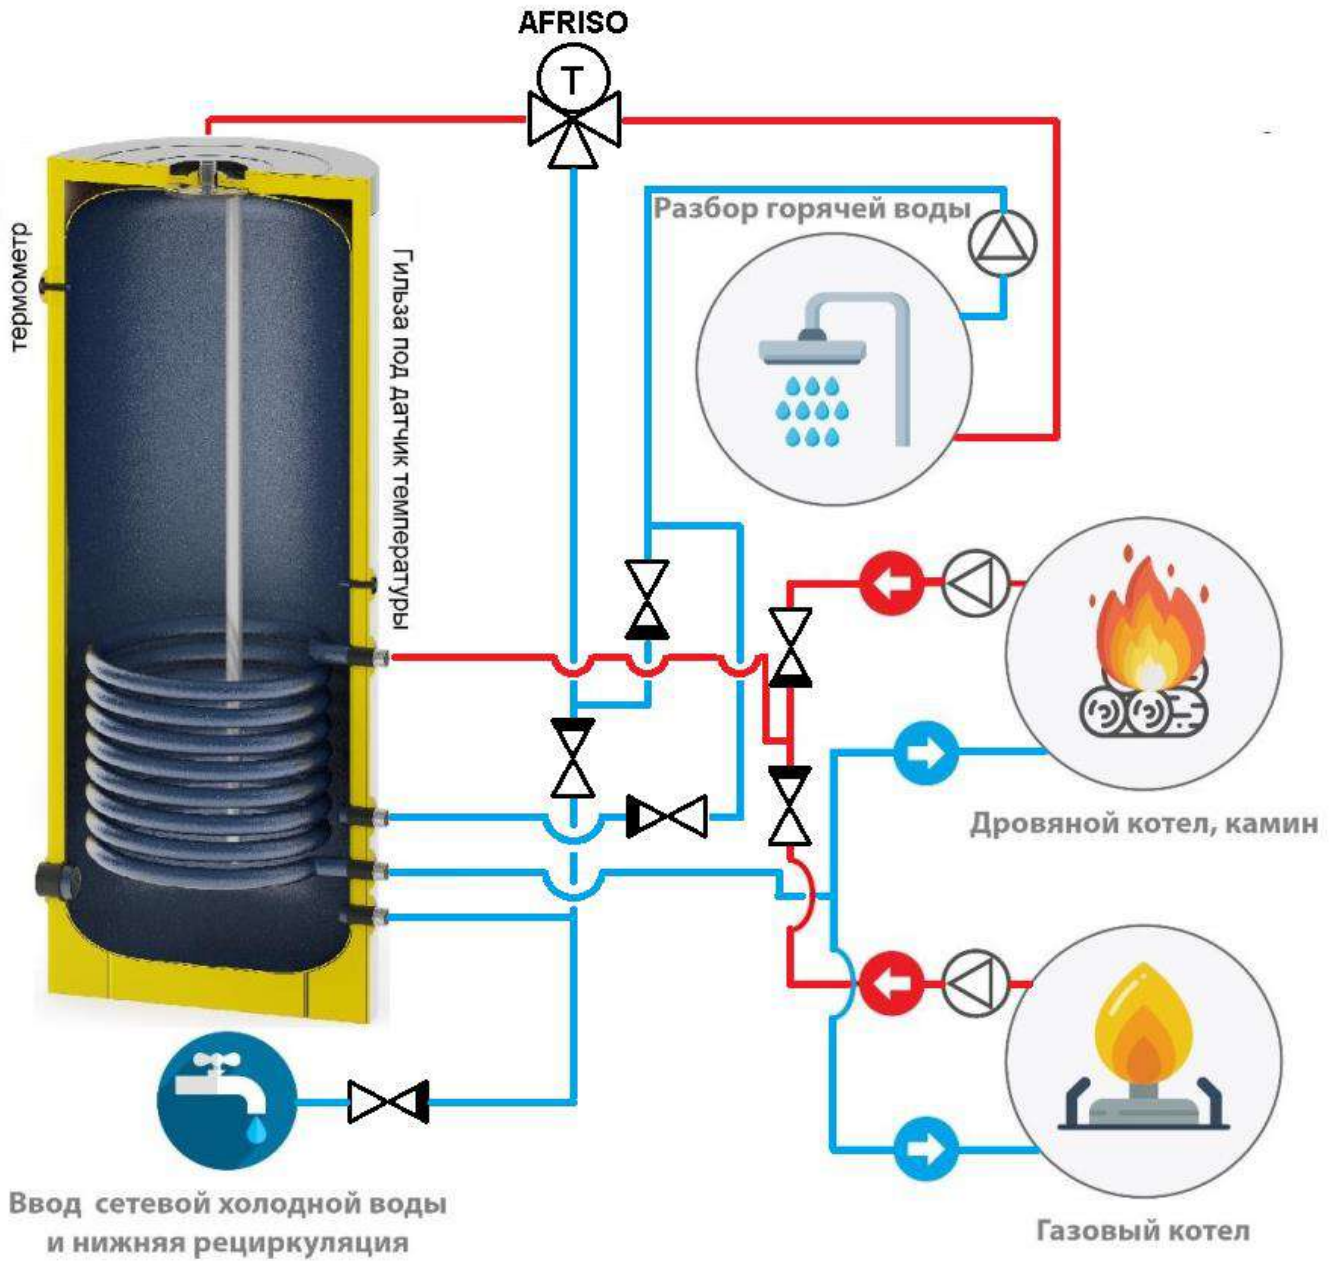 AFRISO
T
Разбор горячей воды
термометр
Гильза под датчик температуры
Дровяной котел, камин
Ввод сетевой холодной воды
и нижняя рециркуляция
Газовый котел